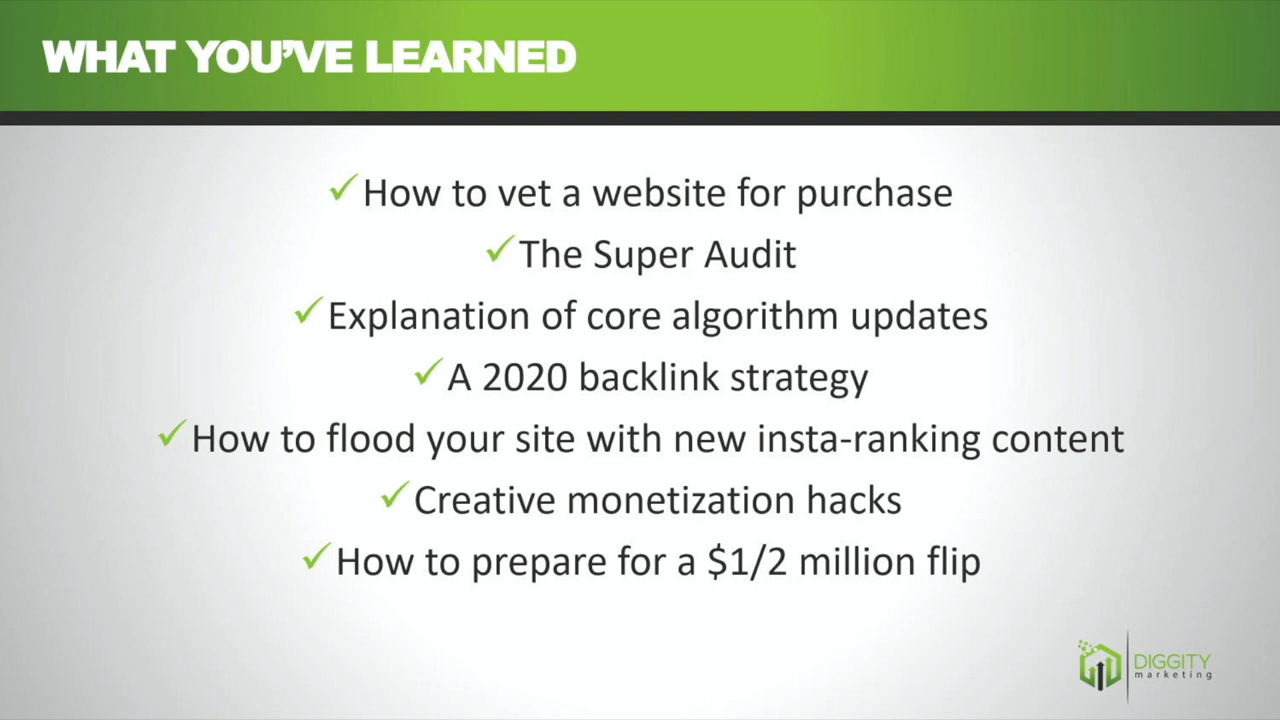 WHAT YOU'VE LEARNED
✓How to vet a website for purchase
✓The Super Audit
✓Explanation of core algorithm updates
✓A 2020 backlink strategy
✓How to flood your site with new insta-ranking content
✓Creative monetization hacks
✓How to prepare for a $1/2 million flip
DIGGITY
marketing